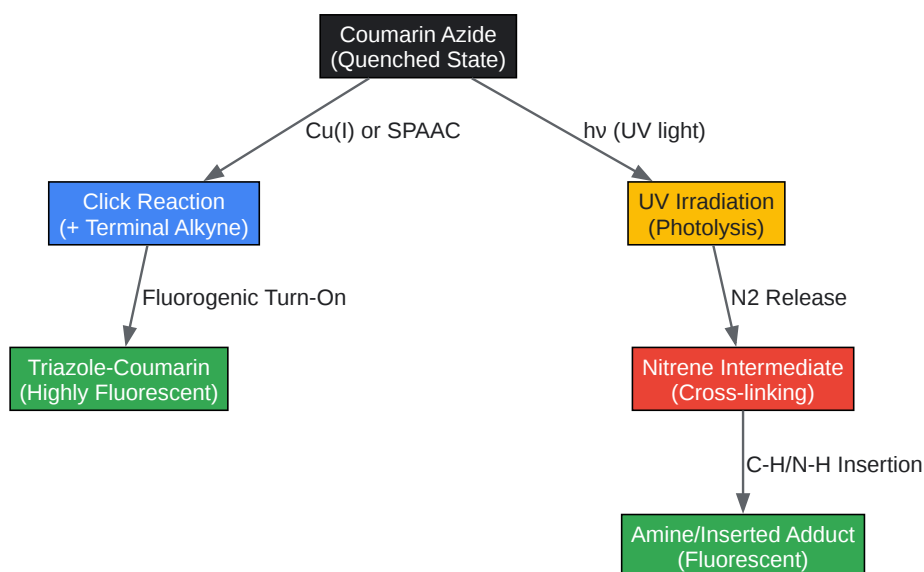 Coumarin Azide
(Quenched State)
Cu(I) or SPAAC
hν (UV light)
Click Reaction
(+ Terminal Alkyne)
UV Irradiation
(Photolysis)
Fluorogenic Turn-On
N2 Release
Triazole-Coumarin
(Highly Fluorescent)
Nitrene Intermediate
(Cross-linking)
C-H/N-H Insertion
Amine/Inserted Adduct
(Fluorescent)